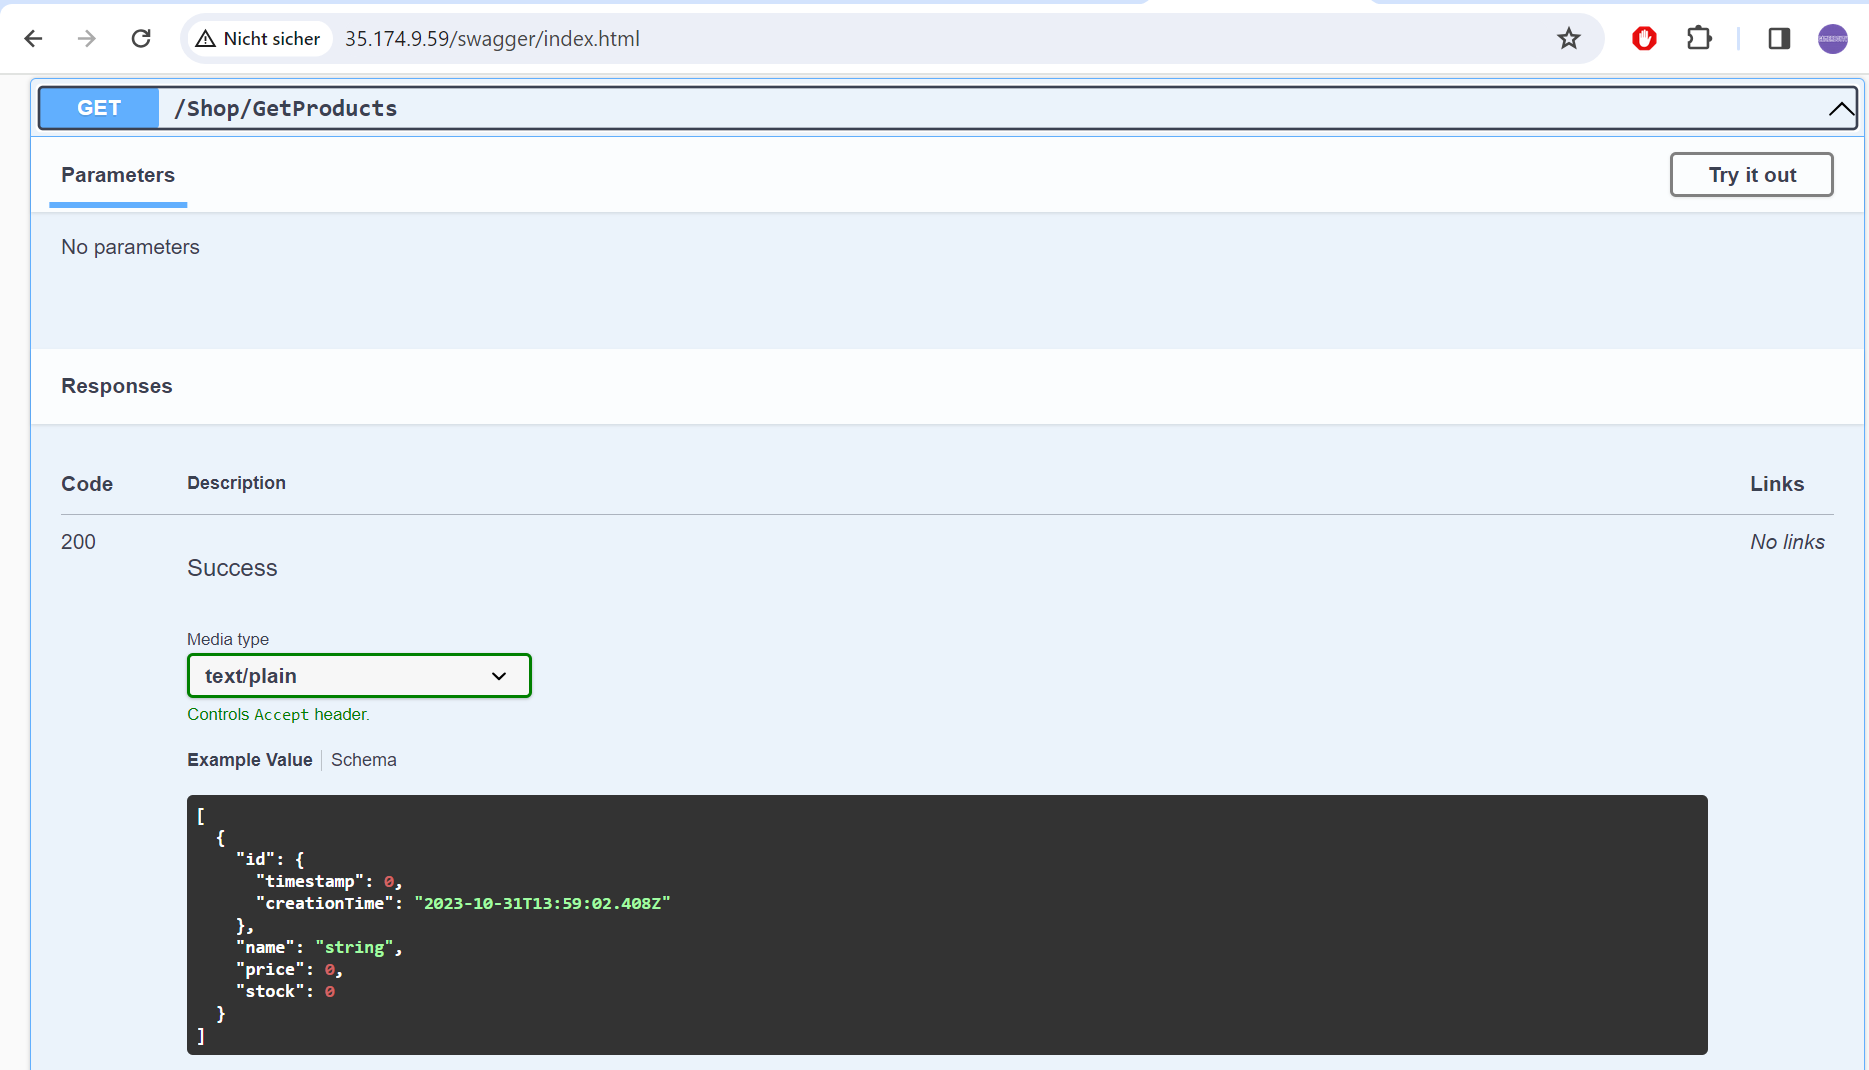 Nicht sicher 35.174.9.59/swagger/index.html
GET /Shop/GetProducts
Parameters Try it out
No parameters
Responses
Code Description Links
200 No links
Success
Media type
text/plain
Controls Accept header.
Example Value Schema
[
{
"id": {
"timestamp": 0,
"creationTime": "2023-10-31T13:59:02.408Z"
},
"name": "string",
"price": 0,
"stock": 0
}
]